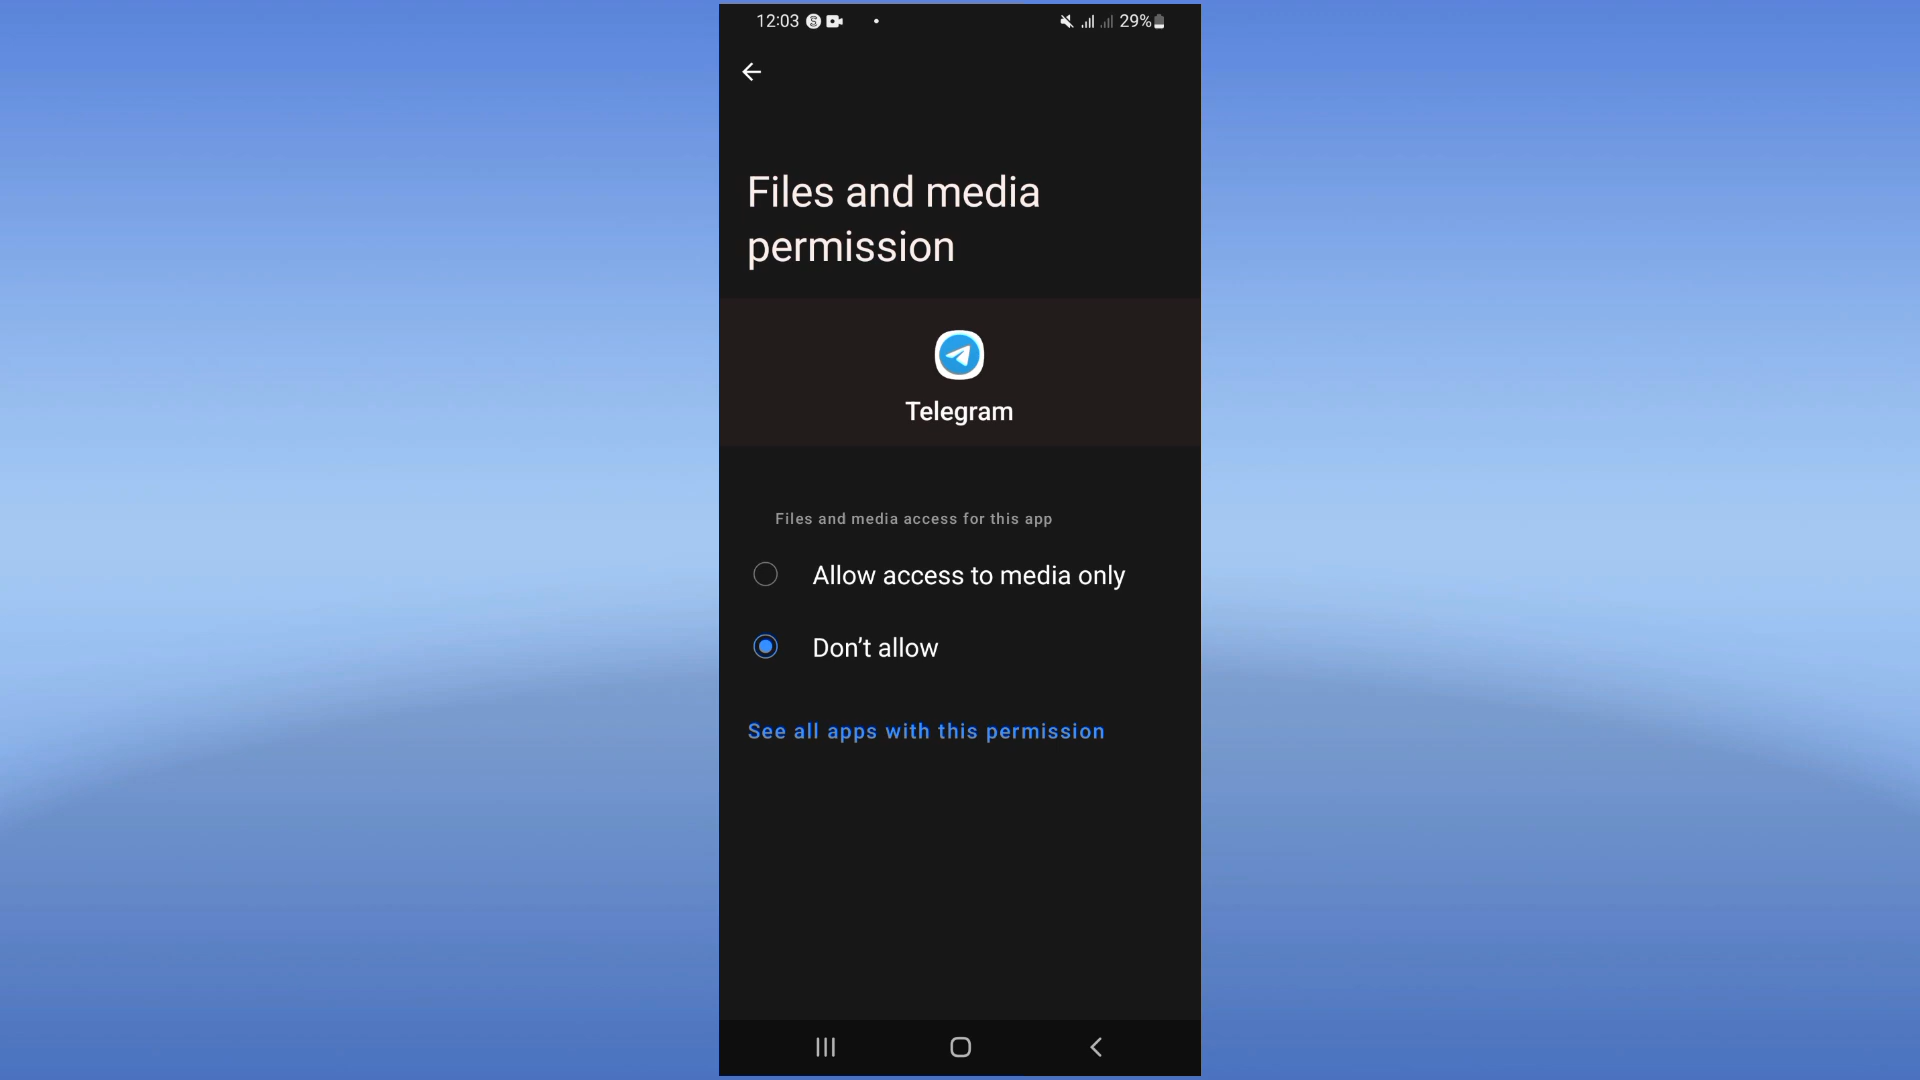 12:03
29%
Files and media
permission
Telegram
Files and media access for this app
Allow access to media only
Don’t allow
See all apps with this permission